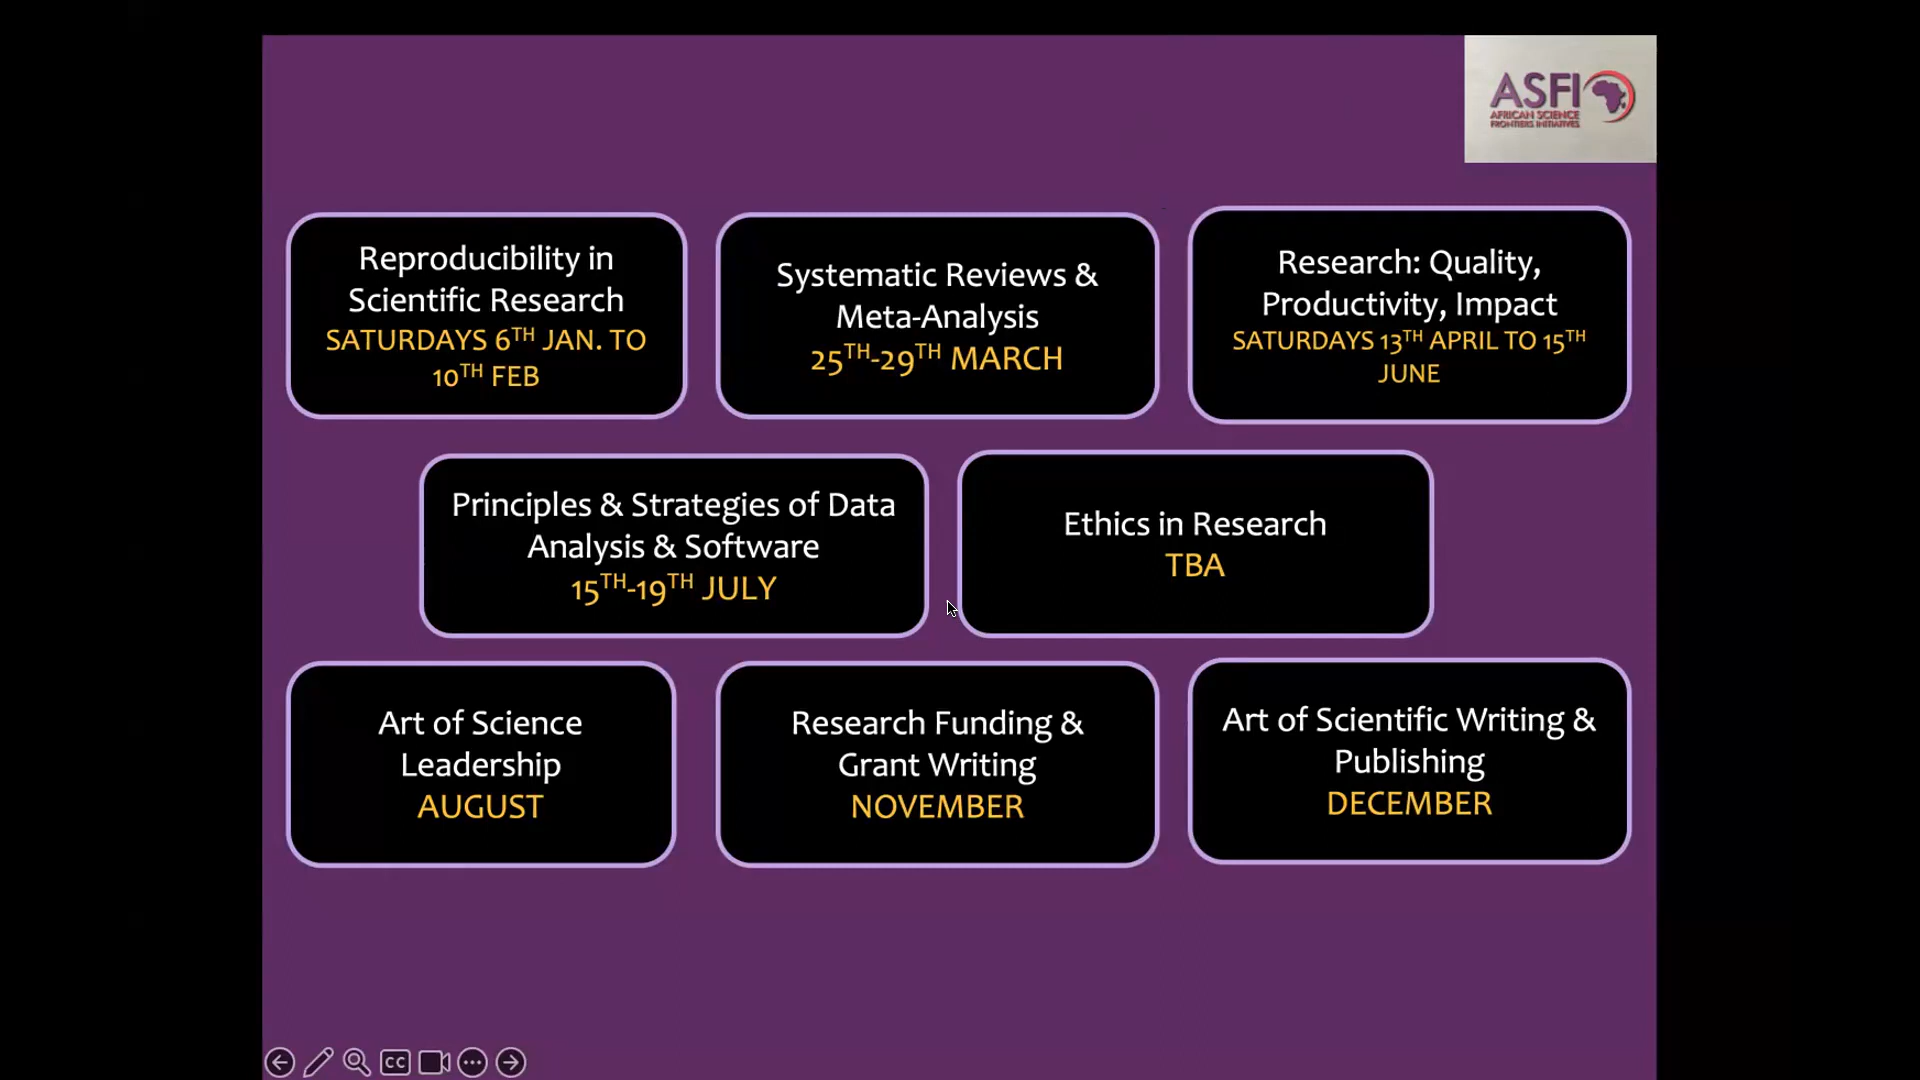 ASFI
AFRICAN SCIENCE
FRONTIERS INITIATIVES
Reproducibility in
Scientific Research
SATURDAYS 6TH JAN. TO
10TH FEB
Systematic Reviews &
Meta-Analysis
25TH-29TH MARCH
Research: Quality,
Productivity, Impact
SATURDAYS 13TH APRIL TO 15TH
JUNE
Principles & Strategies of Data
Analysis & Software
15TH-19TH JULY
Ethics in Research
TBA
Art of Science
Leadership
AUGUST
Research Funding &
Grant Writing
NOVEMBER
Art of Scientific Writing &
Publishing
DECEMBER
CC